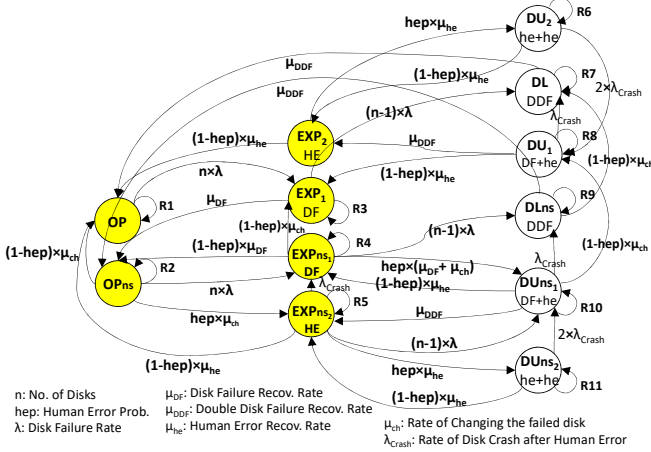 DU2
he+he
R6
hep×μhe
μDDF
μDDF
(1-hep)×μhe
DL
DDF
R7
2×λCrash
(n-1)×λ
λCrash
(1-hep)×μhe
EXP2
HE
μDDF
DU1
DF+he
R8
(1-hep)×μch
n×λ
(1-hep)×μhe
OP
R1
μDF
EXP1
DF
R3
DLns
DDF
R9
(1-hep)×μch
R4
(n-1)×λ
(1-hep)×μch
(1-hep)×μch
(1-hep)×μDF
EXPns1
DF
λCrash
OPns
R2
hep×(μDF+ μch)
(1-hep)×μhe
DUns1
DF+he
R10
n×λ
λCrash
EXPns2
HE
R5
μDDF
hep×μch
(n-1)×λ
2×λCrash
(1-hep)×μhe
hep×μhe
DUns2
he+he
R11
(1-hep)×μhe
n: No. of Disks
hep: Human Error Prob.
λ: Disk Failure Rate
μDF: Disk Failure Recov. Rate
μDDF: Double Disk Failure Recov. Rate
μhe: Human Error Recov. Rate
μch: Rate of Changing the failed disk
λCrash: Rate of Disk Crash after Human Error